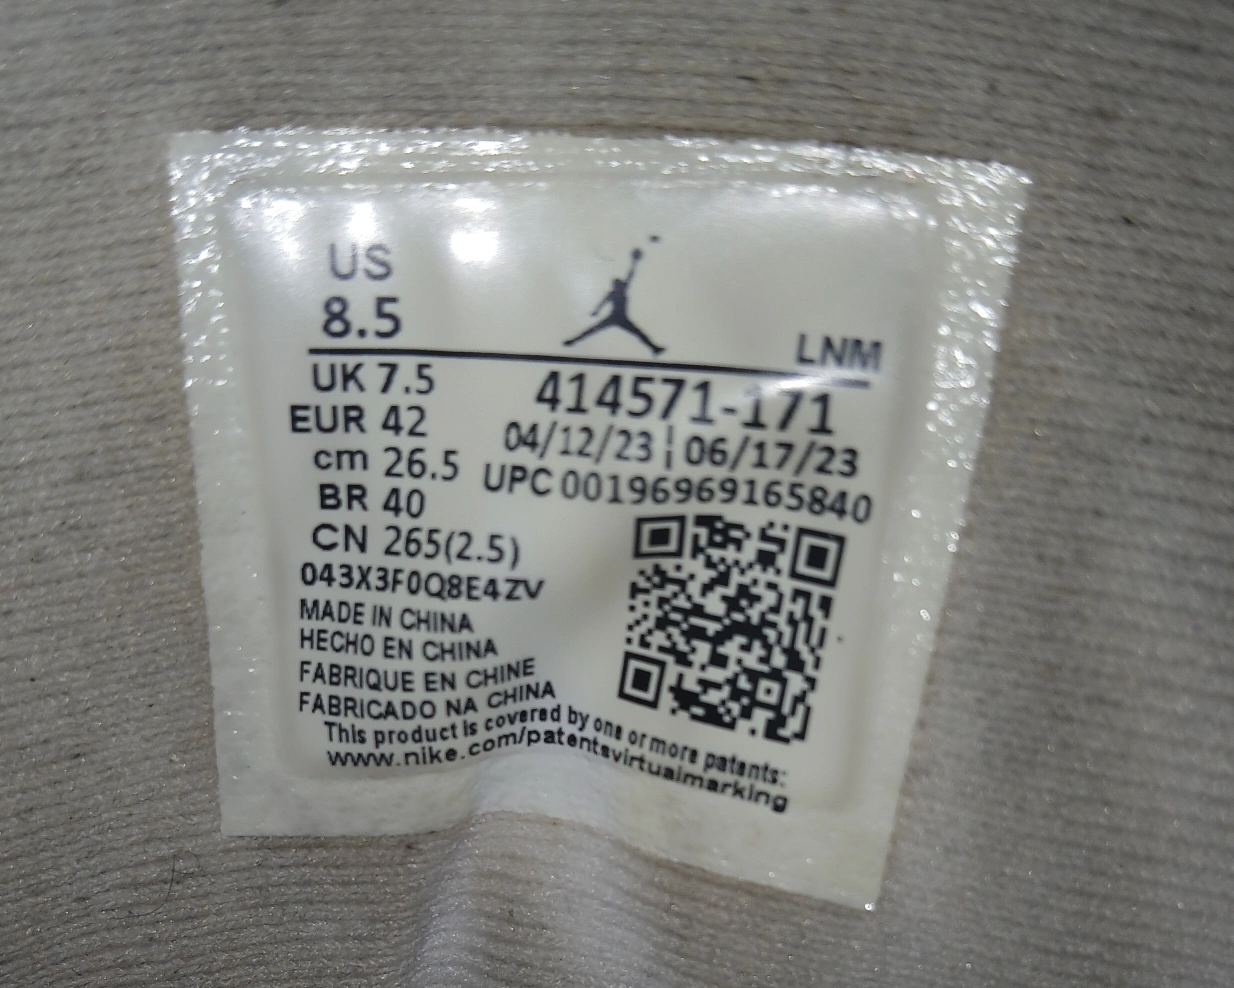 US
8.5
LNM
UK 7.5
414571-171
EUR 42
04/12/23 | 06/17/23
cm 26.5
UPC 00196969165840
BR 40
CN 265(2.5)
043X3F0Q8E4ZV
MADE IN CHINA
HECHO EN CHINA
FABRIQUE EN CHINE
FABRICADO NA CHINA
This product is covered by one or more patents:
www.nike.com/patentsvirtualmarking